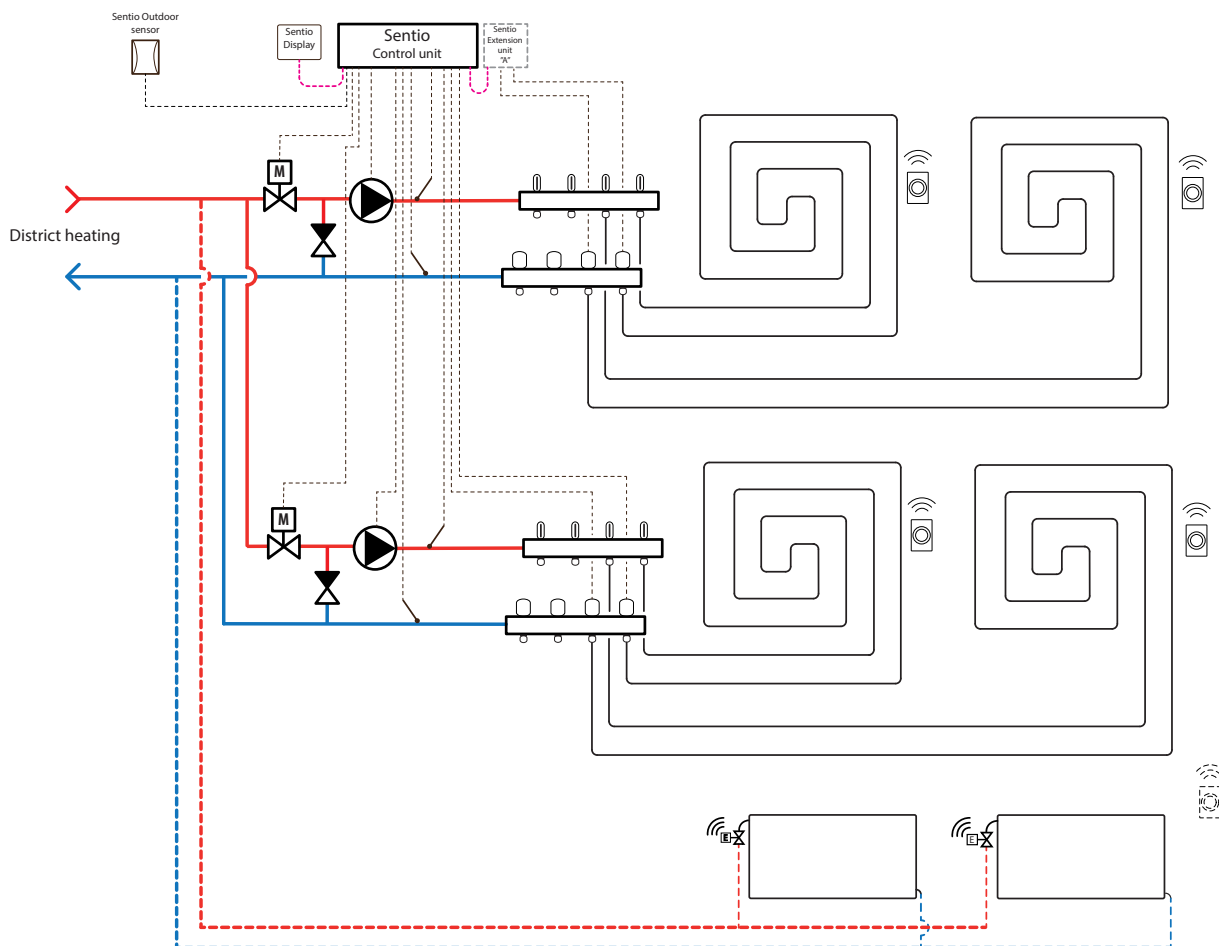 Sentio Outdoor
sensor
Sentio
Display
Sentio
Control unit
Sentio
Extension
unit
"A"
M
District heating
M
E
E